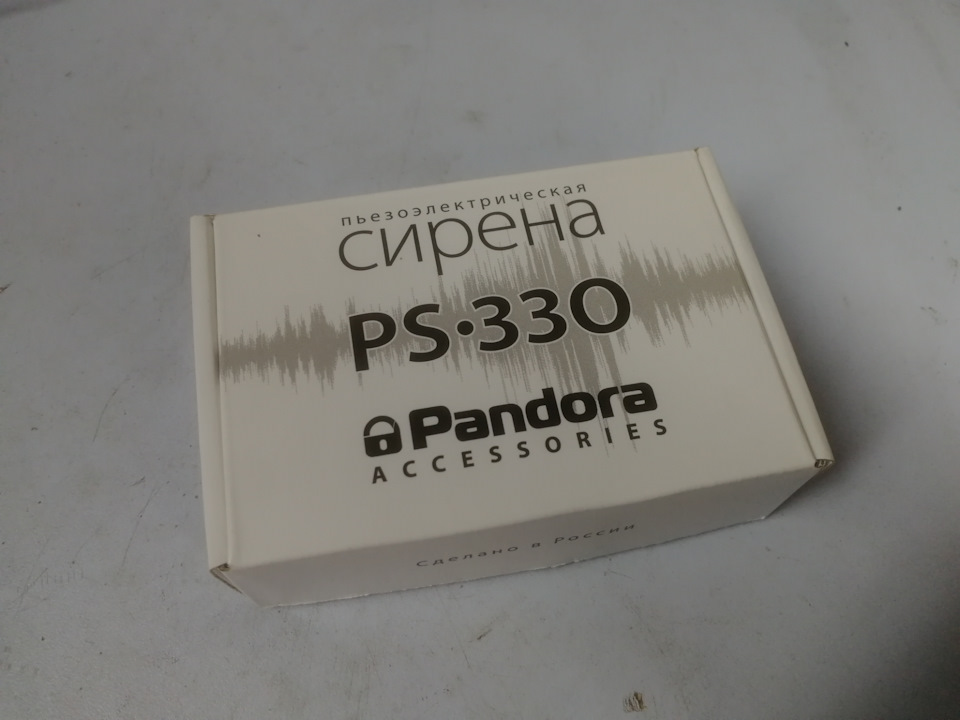 пьезоэлектрическая
сирена
PS·330
Pandora
ACCESSORIES
Сделано в России